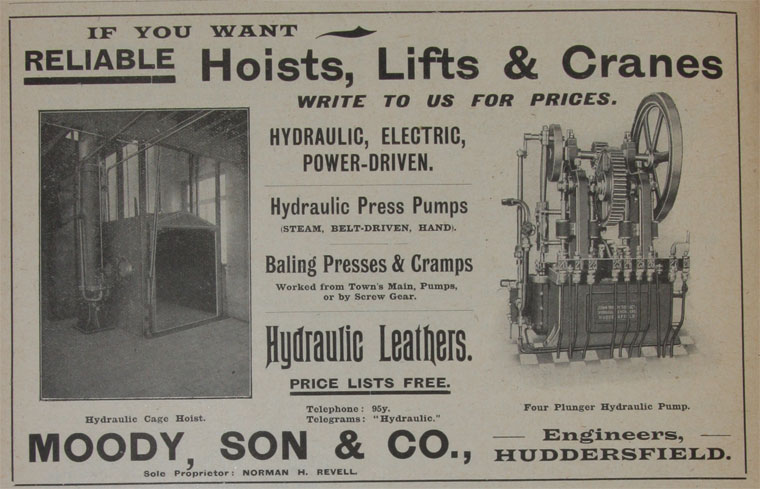 IF YOU WANT
RELIABLE Hoists, Lifts & Cranes
WRITE TO US FOR PRICES.
HYDRAULIC, ELECTRIC,
POWER-DRIVEN.
Hydraulic Press Pumps
(STEAM, BELT-DRIVEN, HAND).
Baling Presses & Cramps
Worked from Town's Main, Pumps,
or by Screw Gear.
Hydraulic Leathers.
PRICE LISTS FREE.
Telephone: 95y.
Telegrams: "Hydraulic."
Hydraulic Cage Hoist.
Four Plunger Hydraulic Pump.
MOODY, SON & CO.,
Engineers,
HUDDERSFIELD.
Sole Proprietor: NORMAN H. REVELL.